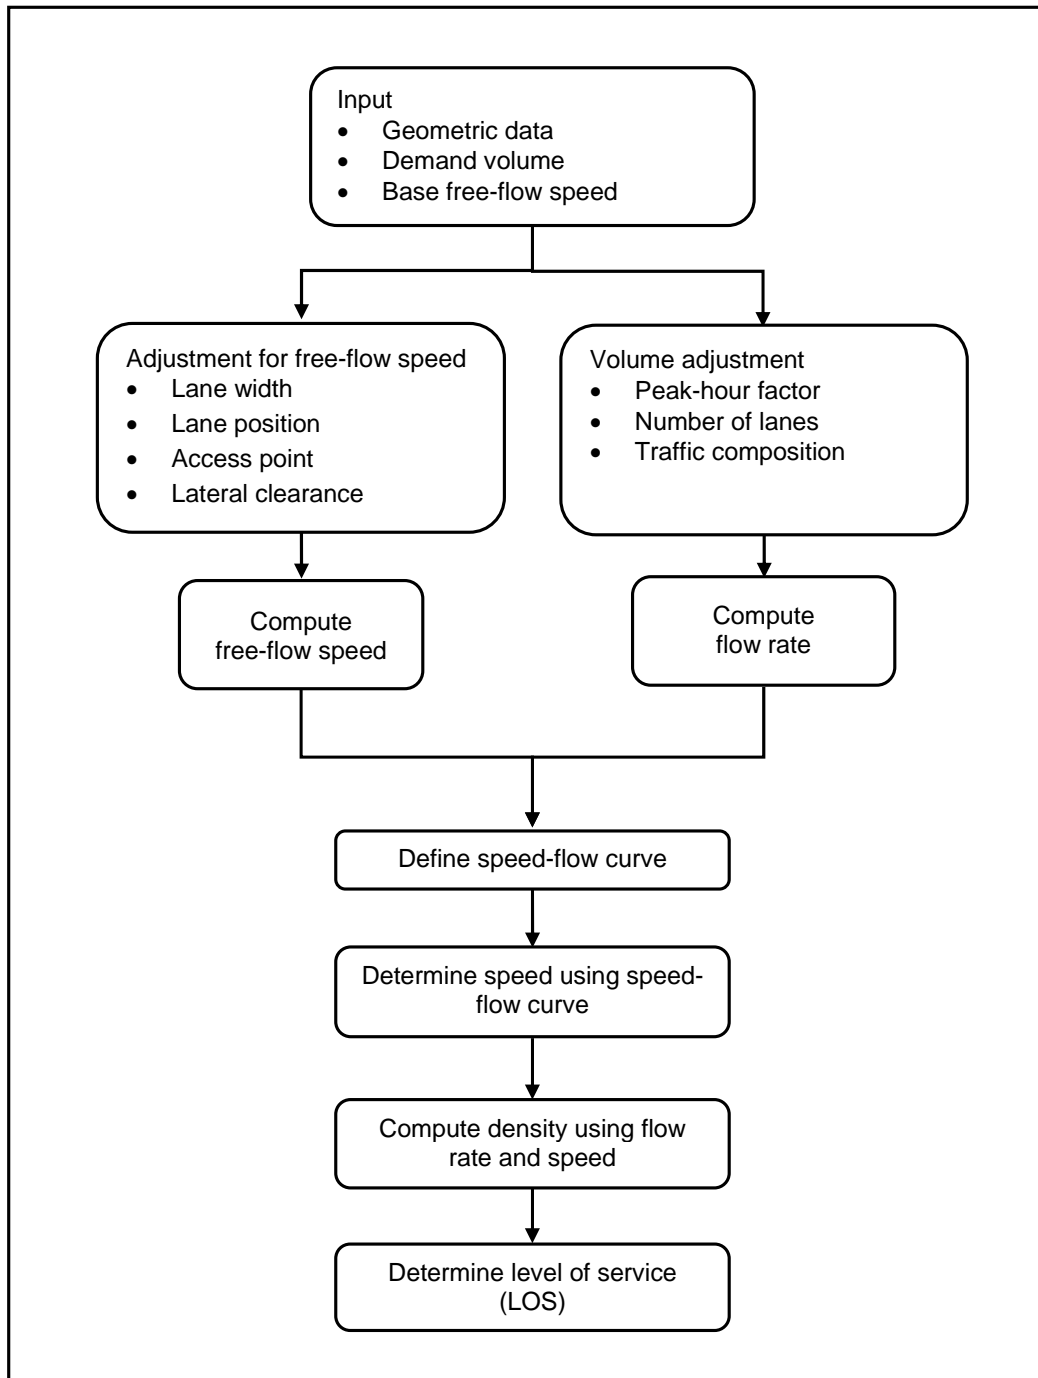 Input
• Geometric data
• Demand volume
• Base free-flow speed
Adjustment for free-flow speed
• Lane width
• Lane position
• Access point
• Lateral clearance
Volume adjustment
• Peak-hour factor
• Number of lanes
• Traffic composition
Compute
free-flow speed
Compute
flow rate
Define speed-flow curve
Determine speed using speed-
flow curve
Compute density using flow
rate and speed
Determine level of service
(LOS)